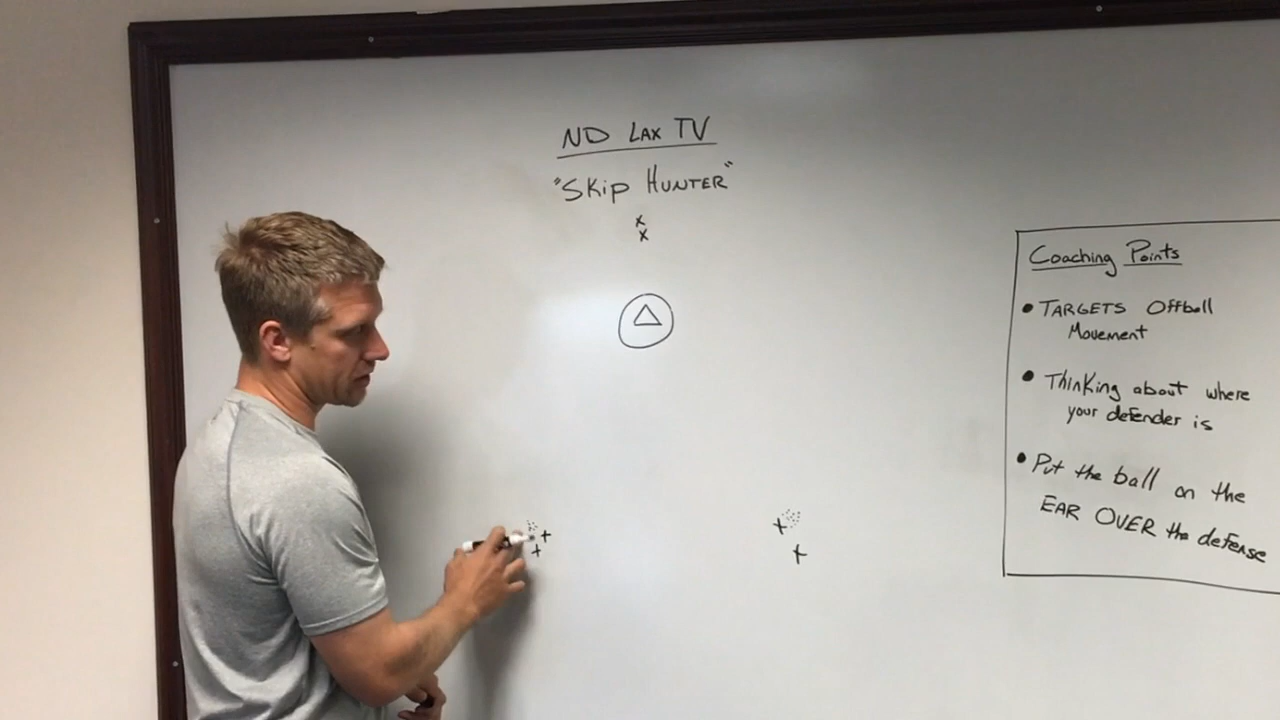 ND LAX TV
"SKip HUNTER"
x
x
Coaching Points
• TARGETS Offball
Movement
• Thinking about where
your defender is
• Put the ball on the
EAR OVER the defense